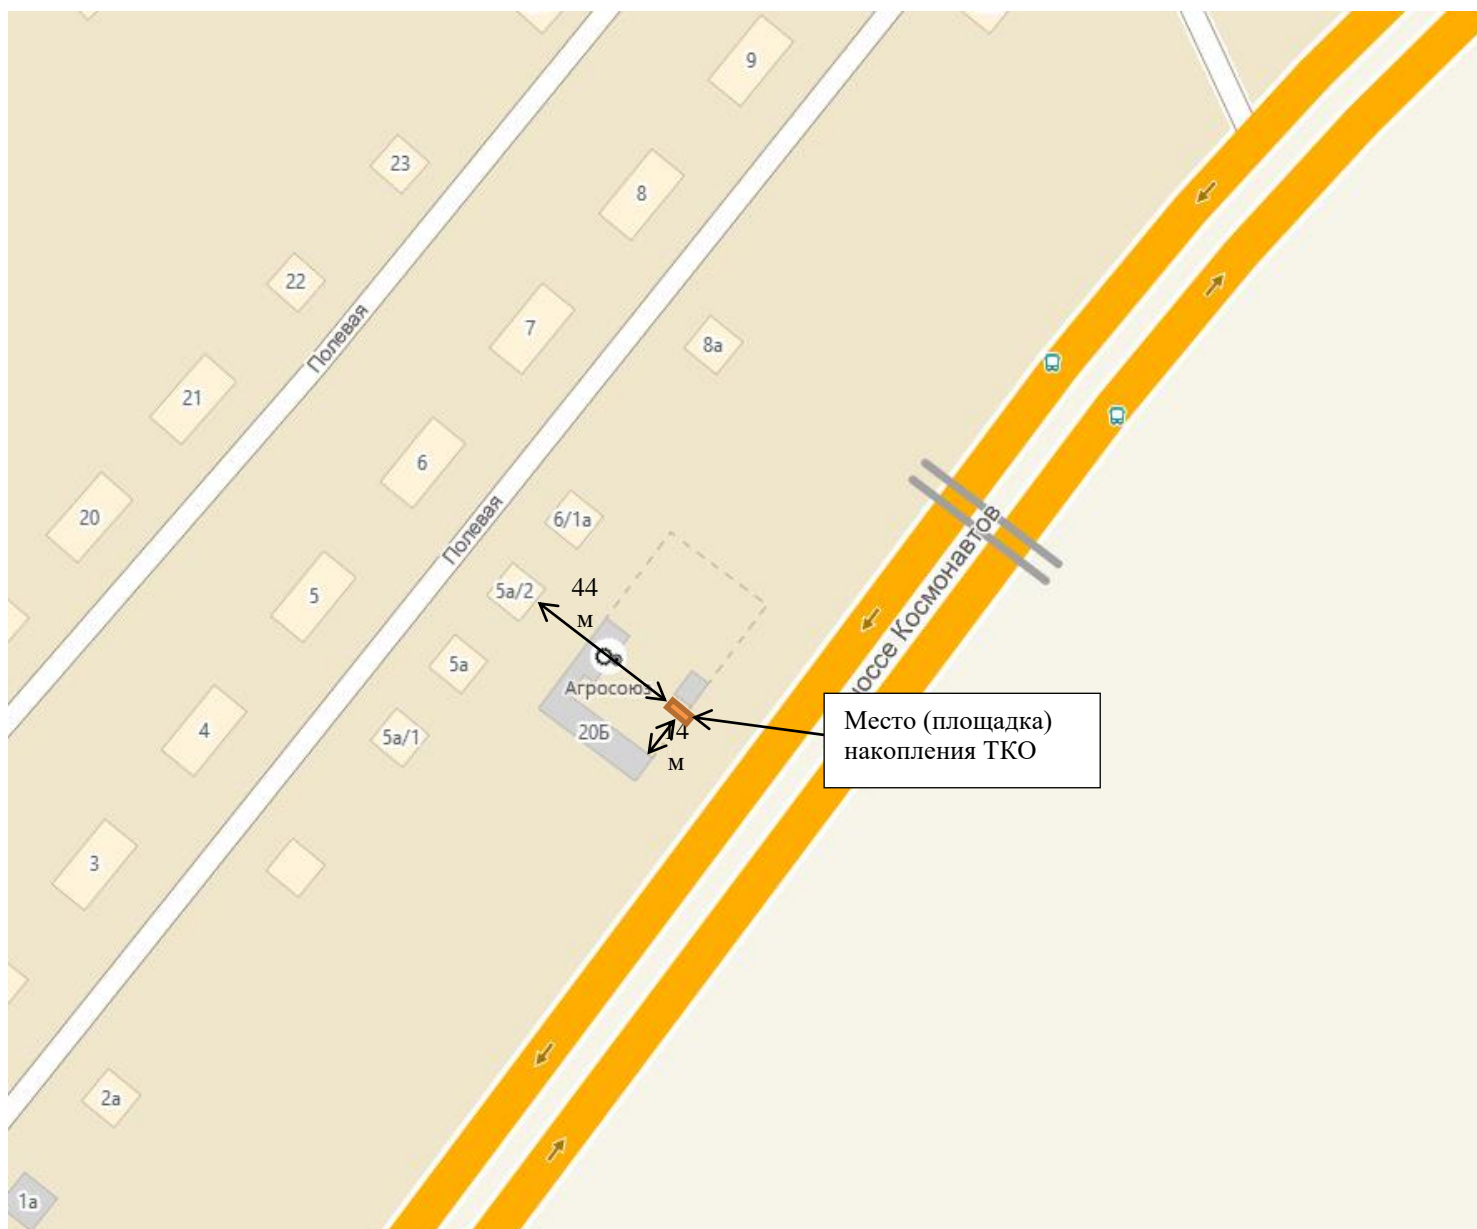 9
23
8
22
Полевая
7
8а
21
6
20
6/1а
Полевая
5а/2
44
м
5
шоссе Космонавтов
5а
Агросоюз
4
20Б
14
м
5а/1
Место (площадка)
накопления ТКО
3
2а
1а